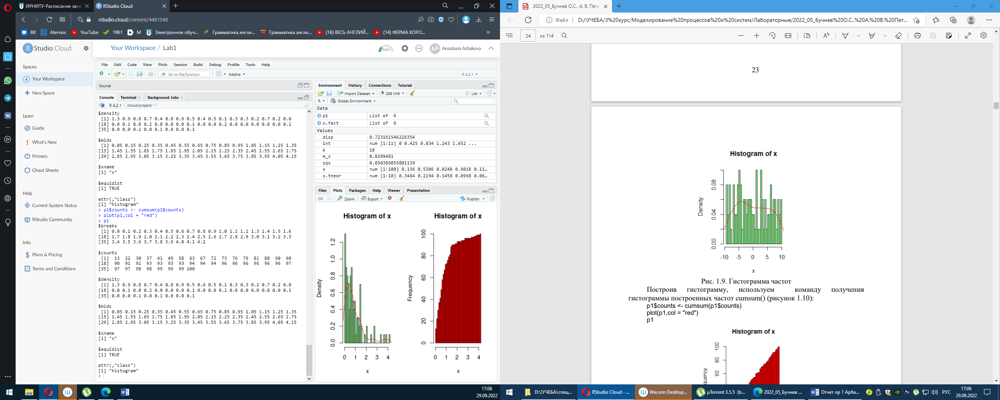 ИРНИТУ-Расписание заня
RStudio Cloud
rstudio.cloud/content/4481548
ВК
Aternos
YouTube
1961
M
Электронное обуч...
Грамматика англи...
Грамматика англи...
(16) ВЕСЬ АНГЛИЙ...
(14) ФЕРМА КОРО...
R Studio Cloud
Spaces
Your Workspace
New Space
Learn
Guide
What's New
Primers
Cheat Sheets
Help
Current System Status
RStudio Community
Info
Plans & Pricing
Terms and Conditions
Your Workspace / Lab1
RAM
AA Anastasia Arbakova
File Edit Code View Plots Session Build Debug Profile Tools Help
Go to file/function
Addins
R 4.2.1
Source
Console Terminal Background Jobs
R 4.2.1 · /cloud/project/
$density
[1] 1.3 0.9 0.8 0.7 0.4 0.8 0.9 0.5 0.4 0.5 0.1 0.3 0.3 0.2 0.7 0.2 0.0
[18] 0.0 0.1 0.0 0.2 0.0 0.0 0.0 0.1 0.0 0.0 0.2 0.0 0.0 0.0 0.0 0.0 0.1
[35] 0.0 0.0 0.1 0.0 0.1 0.0 0.0 0.1
$mids
[1] 0.05 0.15 0.25 0.35 0.45 0.55 0.65 0.75 0.85 0.95 1.05 1.15 1.25 1.35
[15] 1.45 1.55 1.65 1.75 1.85 1.95 2.05 2.15 2.25 2.35 2.45 2.55 2.65 2.75
[29] 2.85 2.95 3.05 3.15 3.25 3.35 3.45 3.55 3.65 3.75 3.85 3.95 4.05 4.15
$xname
[1] "x"
$equidist
[1] TRUE
attr(,"class")
[1] "histogram"
> p1$counts <- cumsum(p1$counts)
> plot(p1,col = "red")
> p1
$breaks
[1] 0.0 0.1 0.2 0.3 0.4 0.5 0.6 0.7 0.8 0.9 1.0 1.1 1.2 1.3 1.4 1.5 1.6
[18] 1.7 1.8 1.9 2.0 2.1 2.2 2.3 2.4 2.5 2.6 2.7 2.8 2.9 3.0 3.1 3.2 3.3
[35] 3.4 3.5 3.6 3.7 3.8 3.9 4.0 4.1 4.2
$counts
[1] 13 22 30 37 41 49 58 63 67 72 73 76 79 81 88 90 90
[18] 90 91 91 93 93 93 93 94 94 94 96 96 96 96 96 96 97
[35] 97 97 98 98 99 99 99 100
$density
[1] 1.3 0.9 0.8 0.7 0.4 0.8 0.9 0.5 0.4 0.5 0.1 0.3 0.3 0.2 0.7 0.2 0.0
[18] 0.0 0.1 0.0 0.2 0.0 0.0 0.0 0.1 0.0 0.0 0.2 0.0 0.0 0.0 0.0 0.0 0.1
[35] 0.0 0.0 0.1 0.0 0.1 0.0 0.0 0.1
$mids
[1] 0.05 0.15 0.25 0.35 0.45 0.55 0.65 0.75 0.85 0.95 1.05 1.15 1.25 1.35
[15] 1.45 1.55 1.65 1.75 1.85 1.95 2.05 2.15 2.25 2.35 2.45 2.55 2.65 2.75
[29] 2.85 2.95 3.05 3.15 3.25 3.35 3.45 3.55 3.65 3.75 3.85 3.95 4.05 4.15
$xname
[1] "x"
$equidist
[1] TRUE
attr(,"class")
[1] "histogram"
>
Environment History Connections Tutorial
Import Dataset 288 MiB List
R Global Environment
Data
p1 List of 6
x.fact List of 6
Values
disp 0.723161546226354
int num [1:11] 0 0.425 0.834 1.243 1.652 ...
k 10
m_x 0.8299481
sqo 0.850389055801139
x num [1:100] 0.136 0.5306 0.0248 0.9018 0.11…
x.theor num [1:10] 0.3464 0.2194 0.1458 0.0968 0.06…
Files Plots Packages Help Viewer Presentation
Zoom Export Publish
Histogram of x
Density
0.0 0.2 0.4 0.6 0.8 1.0 1.2
0 1 2 3 4
x
Histogram of x
Frequency
0 20 40 60 80 100
0 1 2 3 4
x
17:06
29.09.2022
2022_05_Бучнев О.С., А. В. Петр
Файл D:/!УЧЕБА/3%20курс/Моделирование%20процессов%20и%20систем/Лабораторные/2022_05_Бучнев%20О.С.,%20А.%20В.%20Пет...
24 из 114
23
Histogram of x
Density
0.00 0.04 0.08
-10 -5 0 5 10
x
Рис. 1.9. Гистограмма частот
Построив гистограмму, используем команду получения
гистограммы построенных частот cumsum() (рисунок 1.10):
p1$counts <- cumsum(p1$counts)
plot(p1,col = "red")
p1
Histogram of x
quency
60 80 100
D:\!УЧЕБА\спец...
RStudio Cloud - ...
Wacom Desktop...
µTorrent 3.5.5 (b...
2022_05_Бучнев ...
Отчет лр 1 Арба...
РУС
17:06
29.09.2022